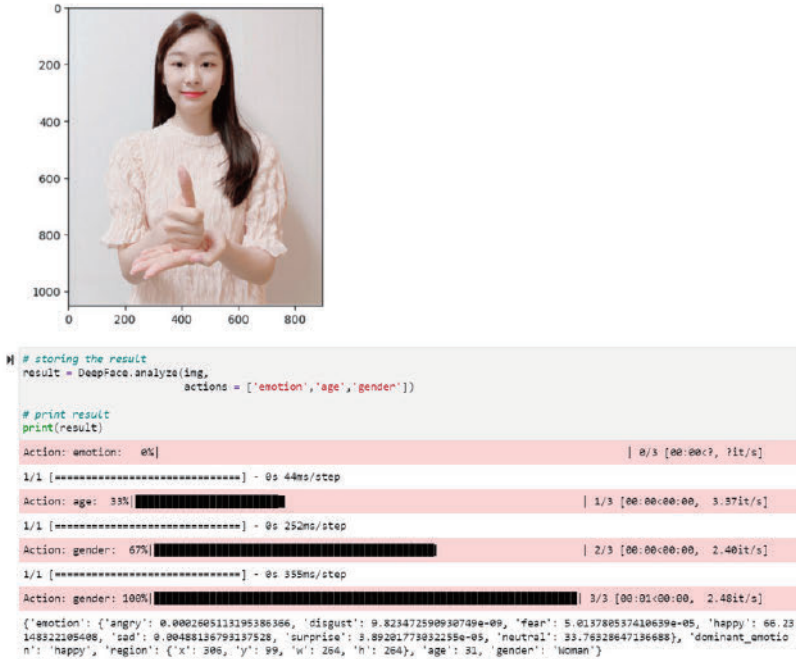 0
200
400
600
800
1000
0 200 400 600 800
# storing the result
result = DeepFace.analyze(img,
actions = ['emotion','age','gender'])
# print result
print(result)
Action: emotion: 0%| | 0/3 [00:00<?, ?it/s]
1/1 [==============================] - 0s 44ms/step
Action: age: 33%| | 1/3 [00:00<00:00, 3.37it/s]
1/1 [==============================] - 0s 252ms/step
Action: gender: 67%| | 2/3 [00:00<00:00, 2.40it/s]
1/1 [==============================] - 0s 355ms/step
Action: gender: 100%| | 3/3 [00:01<00:00, 2.48it/s]
{'emotion': {'angry': 0.0002605113195386366, 'disgust': 9.823472590930749e-09, 'fear': 5.013780537410639e-05, 'happy': 66.23
148322105408, 'sad': 0.00488136793137528, 'surprise': 3.89201773032255e-05, 'neutral': 33.76328647136688}, 'dominant_emotio
n': 'happy', 'region': {'x': 306, 'y': 99, 'w': 264, 'h': 264}, 'age': 31, 'gender': 'Woman'}